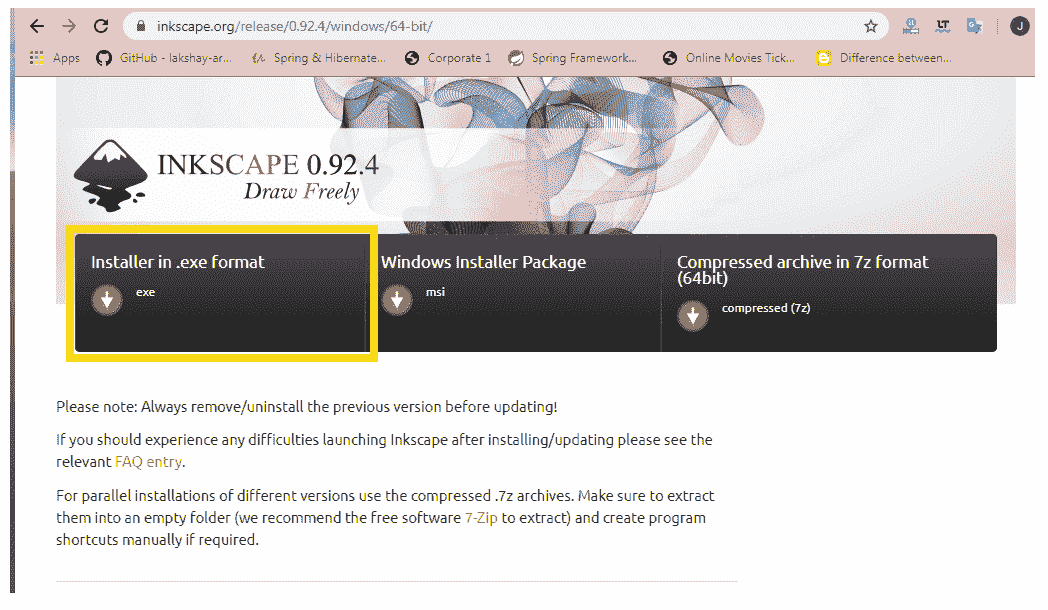 inkscape.org/release/0.92.4/windows/64-bit/
J
Apps GitHub - lakshay-ar... Spring & Hibernate... Corporate 1 Spring Framework... Online Movies Tick... Difference between...
INKSCAPE 0.92.4
Draw Freely
Installer in .exe format
exe
Windows Installer Package
msi
Compressed archive in 7z format
(64bit)
compressed (7z)
Please note: Always remove/uninstall the previous version before updating!
If you should experience any difficulties launching Inkscape after installing/updating please see the
relevant FAQ entry.
For parallel installations of different versions use the compressed .7z archives. Make sure to extract
them into an empty folder (we recommend the free software 7-Zip to extract) and create program
shortcuts manually if required.